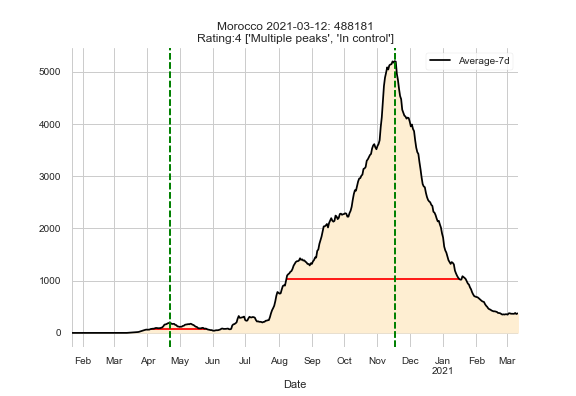 Morocco 2021-03-12: 488181
Rating:4 ['Multiple peaks', 'In control']
Average-7d
5000
4000
3000
2000
1000
0
Feb Mar Apr May Jun Jul Aug Sep Oct Nov Dec Jan Feb Mar
2021
Date